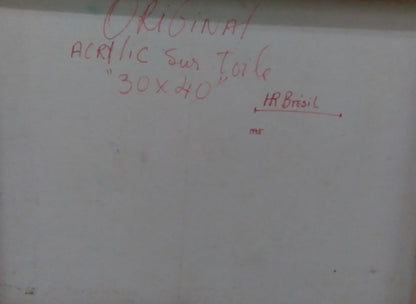 ORIGINAL
ACRYLIC Sur Toile
"30x40"
HR Brésil